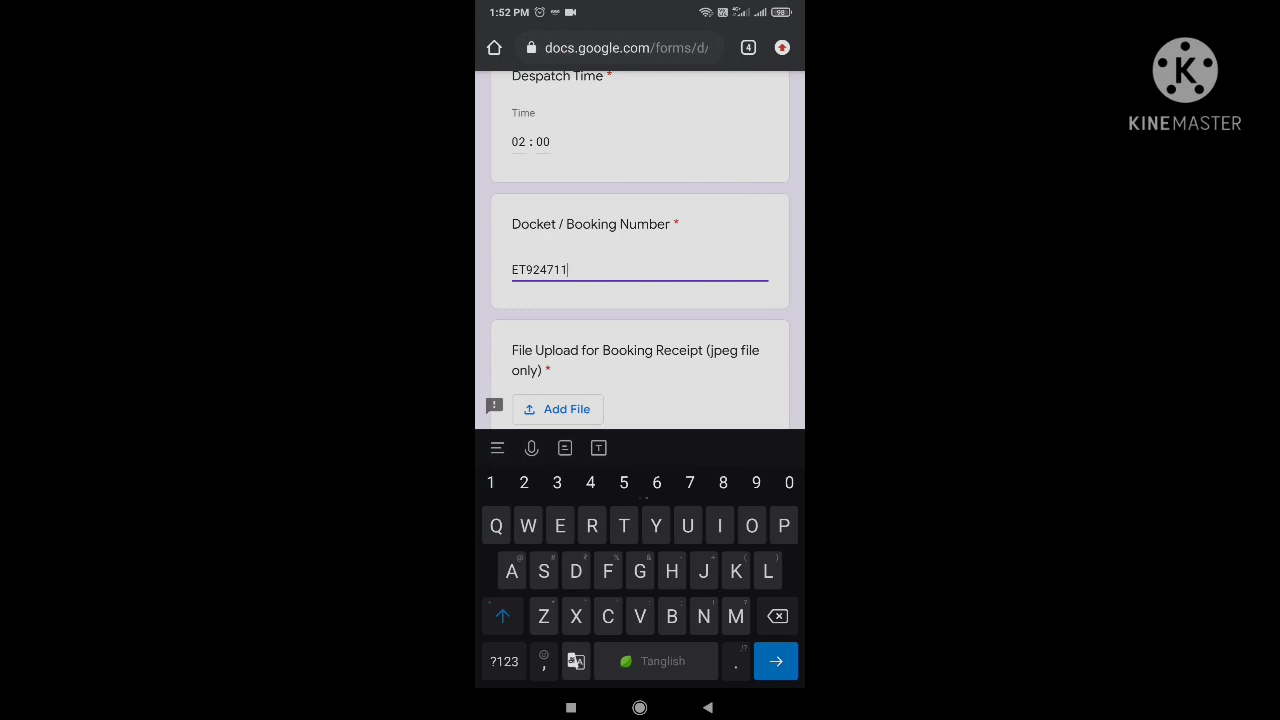 1:52 PM
98
docs.google.com/forms/d/
4
K
KINEMASTER
Despatch Time *
Time
02 : 00
Docket / Booking Number *
ET924711
File Upload for Booking Receipt (jpeg file
only) *
Add File
1 2 3 4 5 6 7 8 9 0
Q W E R T Y U I O P
A S D F G H J K L
Z X C V B N M
?123 , Tanglish .